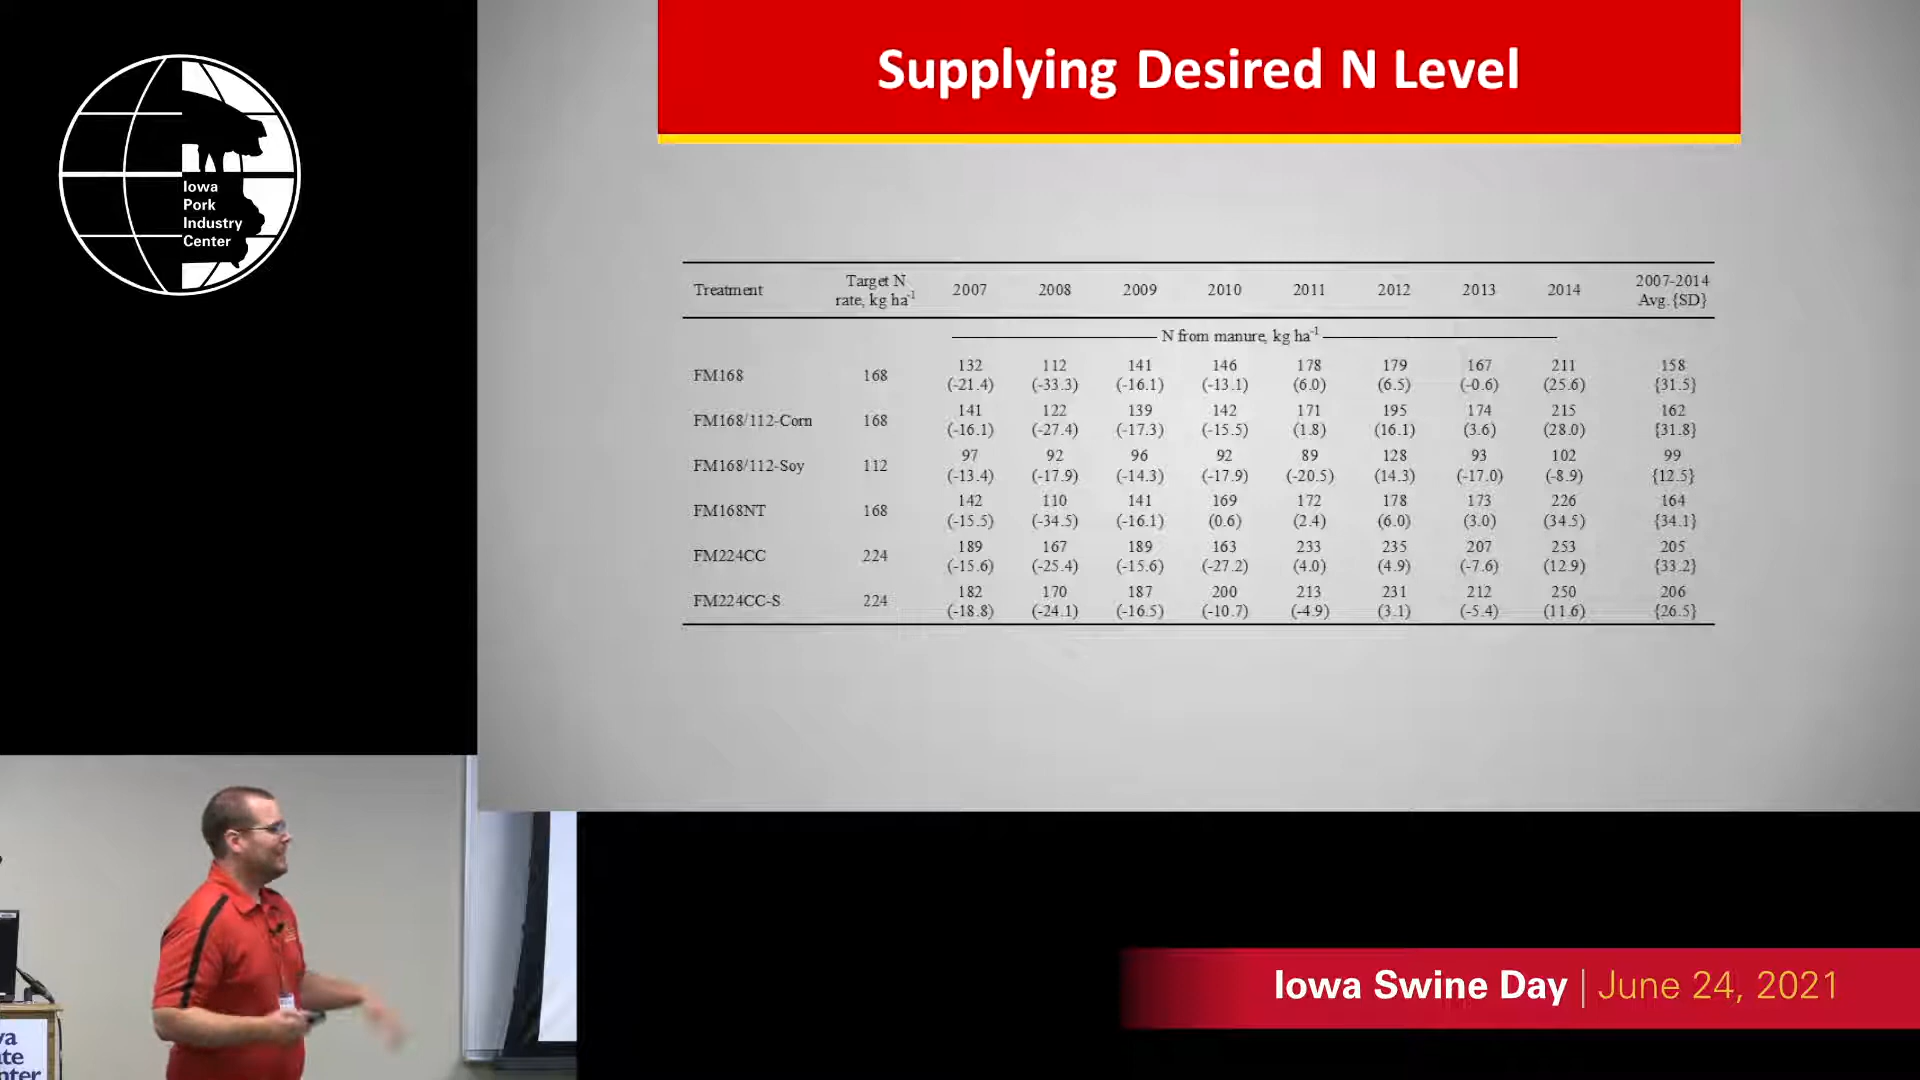 Iowa
Pork
Industry
Center
Supplying Desired N Level
Treatment Target N rate, kg ha-1 2007 2008 2009 2010 2011 2012 2013 2014 2007-2014 Avg.{SD}
N from manure, kg ha-1
FM168 168 132 112 141 146 178 179 167 211 158
(-21.4) (-33.3) (-16.1) (-13.1) (6.0) (6.5) (-0.6) (25.6) {31.5}
FM168/112-Corn 168 141 122 139 142 171 195 174 215 162
(-16.1) (-27.4) (-17.3) (-15.5) (1.8) (16.1) (3.6) (28.0) {31.8}
FM168/112-Soy 112 97 92 96 92 89 128 93 102 99
(-13.4) (-17.9) (-14.3) (-17.9) (-20.5) (14.3) (-17.0) (-8.9) {12.5}
FM168NT 168 142 110 141 169 172 178 173 226 164
(-15.5) (-34.5) (-16.1) (0.6) (2.4) (6.0) (3.0) (34.5) {34.1}
FM224CC 224 189 167 189 163 233 235 207 253 205
(-15.6) (-25.4) (-15.6) (-27.2) (4.0) (4.9) (-7.6) (12.9) {33.2}
FM224CC-S 224 182 170 187 200 213 231 212 250 206
(-18.8) (-24.1) (-16.5) (-10.7) (-4.9) (3.1) (-5.4) (11.6) {26.5}
Iowa Swine Day | June 24, 2021